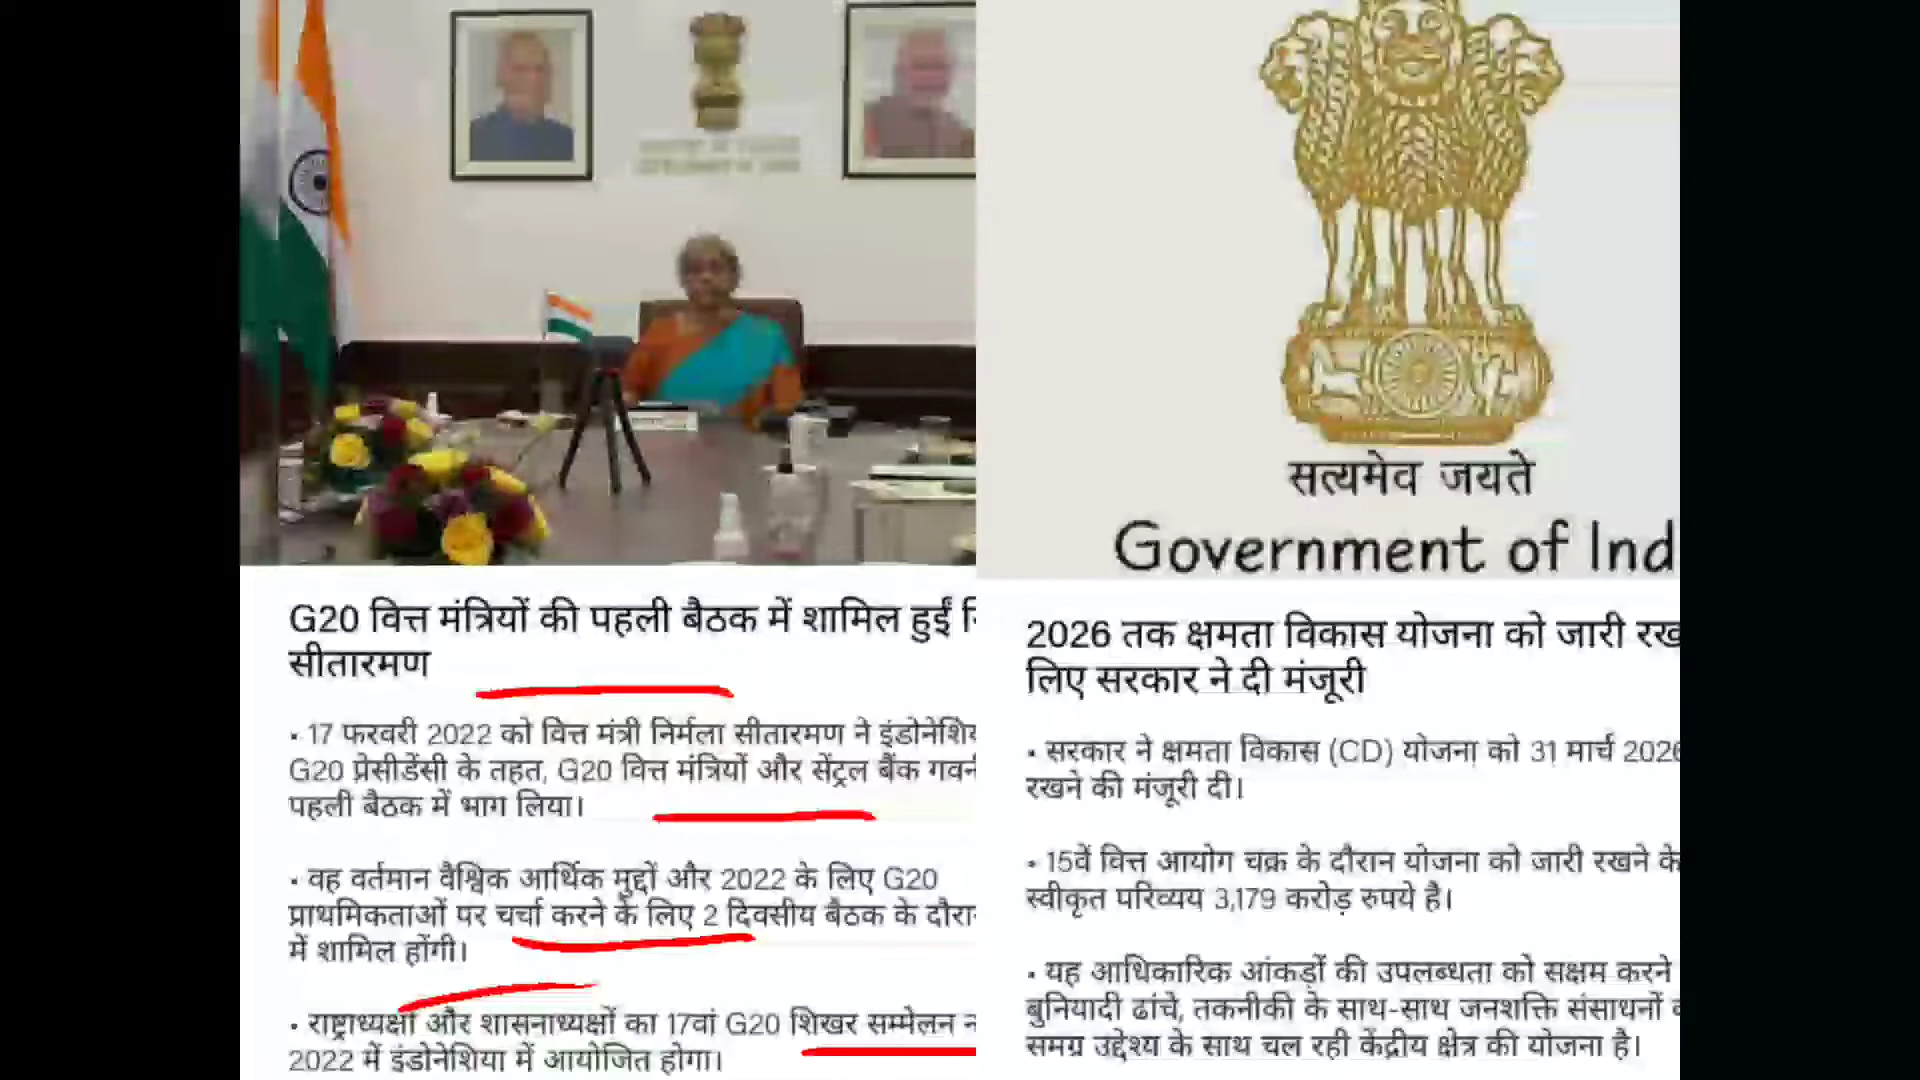 G20 वित्त मंत्रियों की पहली बैठक में शामिल हुईं
सीतारमण
• 17 फरवरी 2022 को वित्त मंत्री निर्मला सीतारमण ने
G20 प्रेसीडेंसी के तहत, G20 वित्त मंत्रियों और सेंट्रल बैंक
पहली बैठक में भाग लिया।
• वह वर्तमान वैश्विक आर्थिक मुद्दों और 2022 के लिए G20
प्राथमिकताओं पर चर्चा करने के लिए 2 दिवसीय बैठक के
में शामिल होंगी।
• राष्ट्राध्यक्षों और शासनाध्यक्षों का 17वां G20 शिखर सम्मेलन
2022 में इंडोनेशिया में आयोजित होगा।
सत्यमेव जयते
Government of Ind
2026 तक क्षमता विकास योजना को जारी
लिए सरकार ने दी मंजूरी
• सरकार ने क्षमता विकास (CD) योजना को 31 मार्च 2026
रखने की मंजूरी दी।
• 15वें वित्त आयोग चक्र के दौरान योजना को जारी रखने के
स्वीकृत परिव्यय 3,179 करोड़ रुपये है।
• यह आधिकारिक आंकड़ों की उपलब्धता को सक्षम करने
बुनियादी ढांचे, तकनीकी के साथ-साथ जनशक्ति संसाधनों
समग्र उद्देश्य के साथ चल रही केंद्रीय क्षेत्र की योजना है।